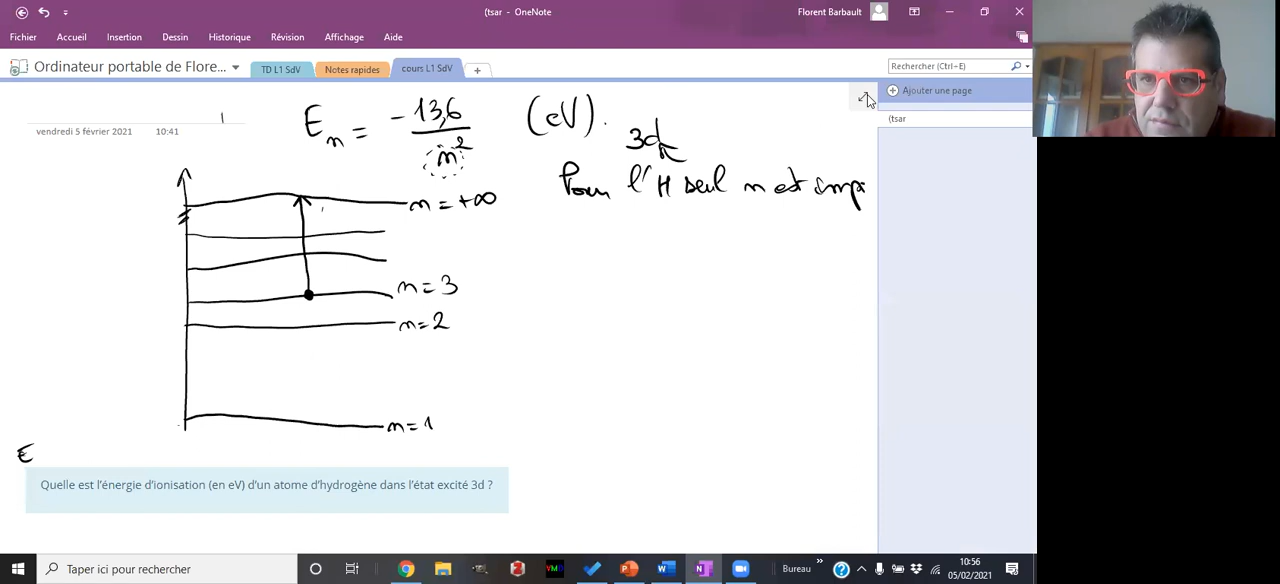 (tsar - OneNote
Florent Barbault
Fichier Accueil Insertion Dessin Historique Révision Affichage Aide
Ordinateur portable de Flore... TD L1 SdV Notes rapides cours L1 SdV +
Rechercher (Ctrl+E)
Ajouter une page
(tsar
vendredi 5 février 2021 10:41
En = -13,6 / n² (eV).
3d
Pour l'H seul n est imp
n = +∞
n = 3
n = 2
n = 1
E
Quelle est l'énergie d'ionisation (en eV) d'un atome d'hydrogène dans l'état excité 3d ?
Taper ici pour rechercher
YMD
Bureau »
10:56
05/02/2021